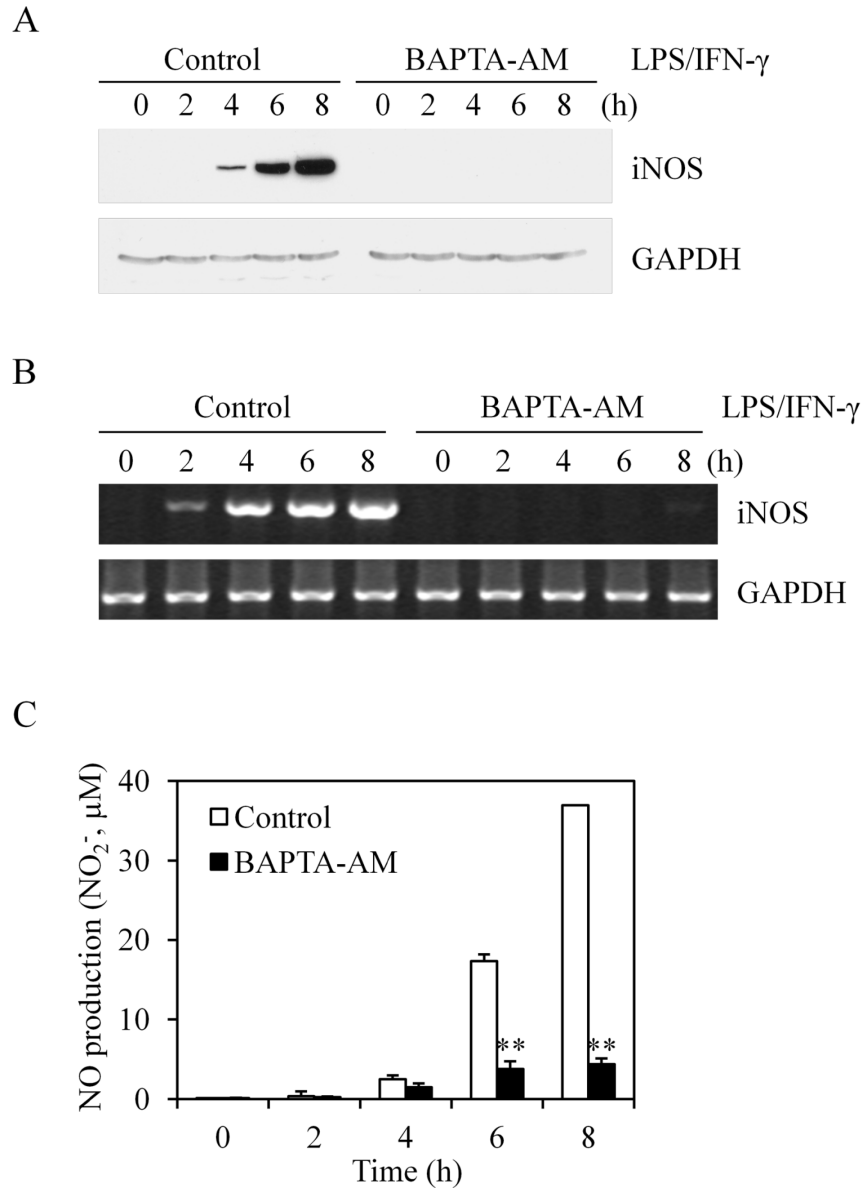 A
Control BAPTA-AM LPS/IFN-γ
0 2 4 6 8 0 2 4 6 8 (h)
iNOS
GAPDH
B
Control BAPTA-AM LPS/IFN-γ
0 2 4 6 8 0 2 4 6 8 (h)
iNOS
GAPDH
C
NO production (NO₂⁻, µM)
40
30
20
10
0
Control
BAPTA-AM
** **
0 2 4 6 8
Time (h)